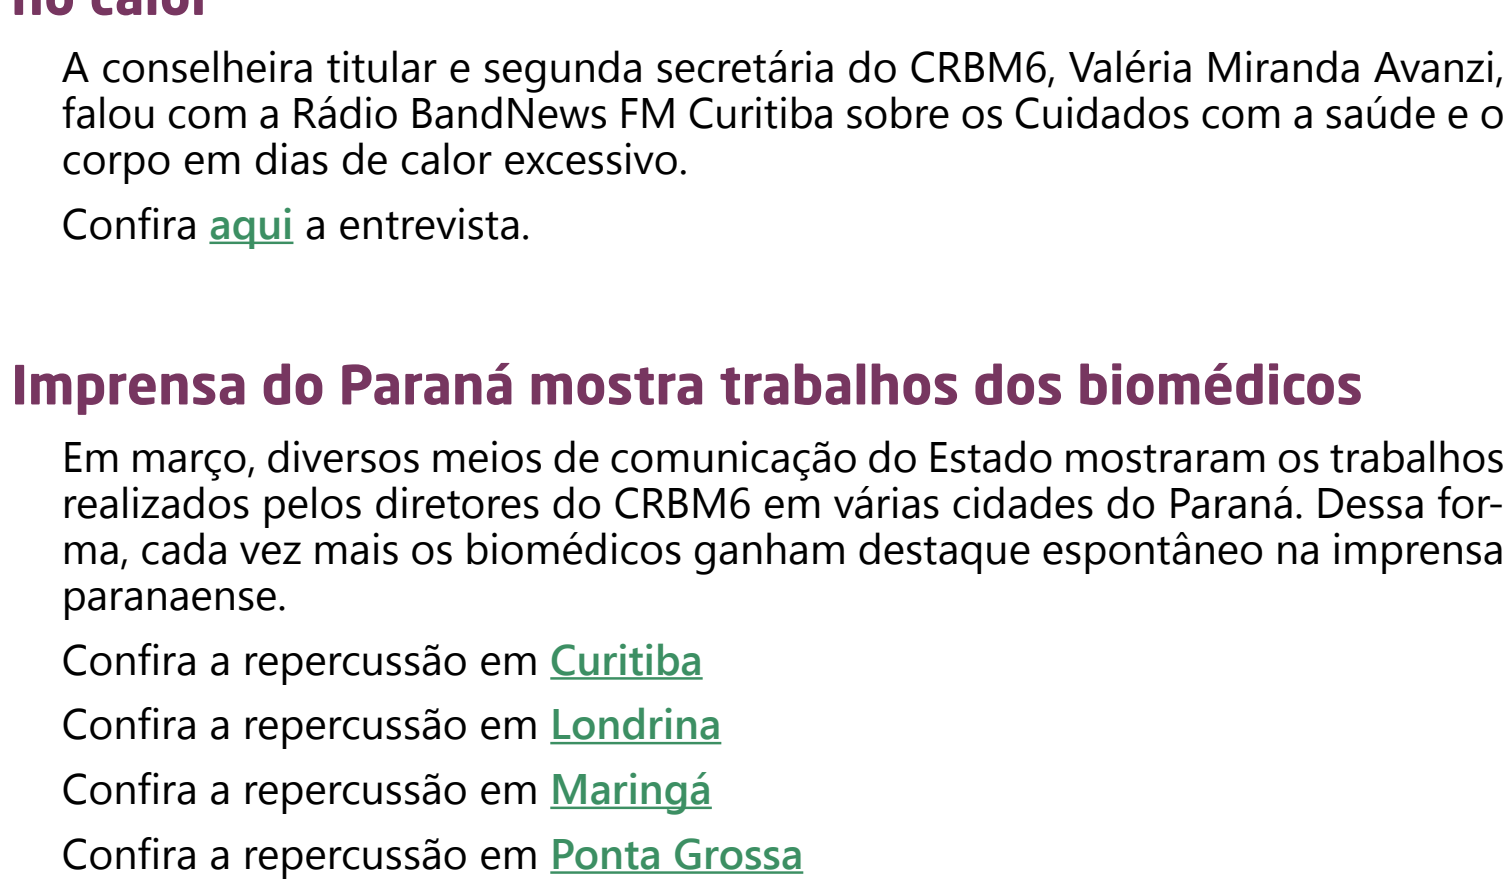 no calor
A conselheira titular e segunda secretária do CRBM6, Valéria Miranda Avanzi,
falou com a Rádio BandNews FM Curitiba sobre os Cuidados com a saúde e o
corpo em dias de calor excessivo.
Confira aqui a entrevista.
Imprensa do Paraná mostra trabalhos dos biomédicos
Em março, diversos meios de comunicação do Estado mostraram os trabalhos
realizados pelos diretores do CRBM6 em várias cidades do Paraná. Dessa for-
ma, cada vez mais os biomédicos ganham destaque espontâneo na imprensa
paranaense.
Confira a repercussão em Curitiba
Confira a repercussão em Londrina
Confira a repercussão em Maringá
Confira a repercussão em Ponta Grossa